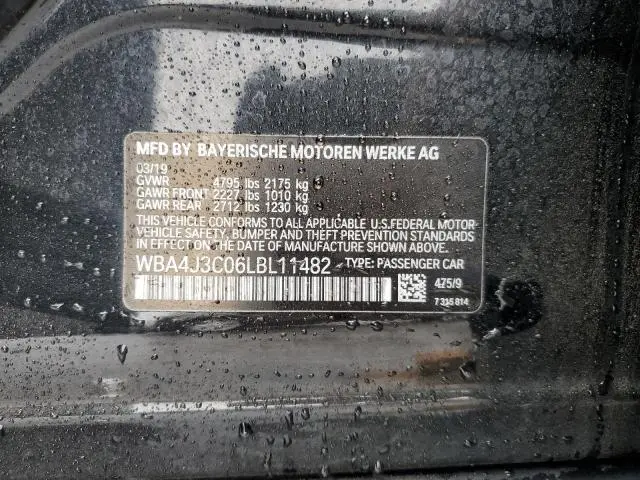 MFD BY BAYERISCHE MOTOREN WERKE AG
03/19
GVWR 4795 lbs 2175 kg
GAWR FRONT 2227 lbs 1010 kg
GAWR REAR 2712 lbs 1230 kg
THIS VEHICLE CONFORMS TO ALL APPLICABLE U.S.FEDERAL MOTOR
VEHICLE SAFETY, BUMPER AND THEFT PREVENTION STANDARDS
IN EFFECT ON THE DATE OF MANUFACTURE SHOWN ABOVE.
WBA4J3C06LBL11482 TYPE: PASSENGER CAR
475/9
7 315 814